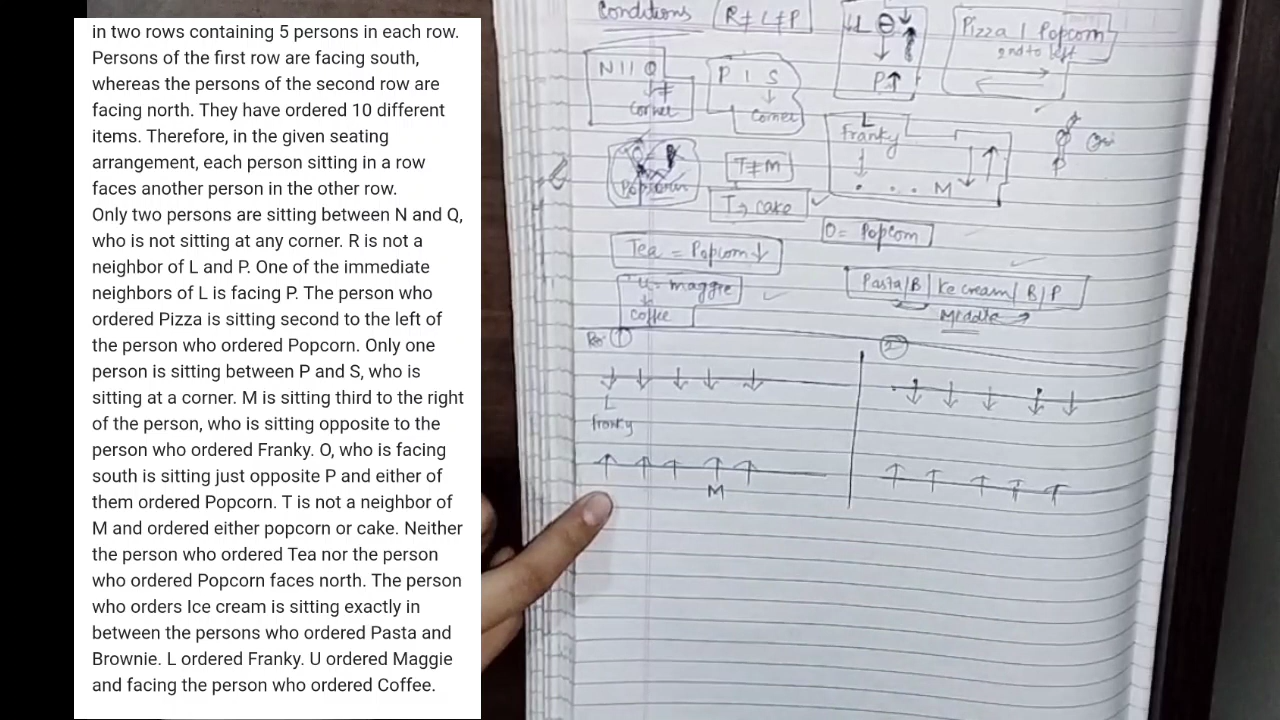 in two rows containing 5 persons in each row.
Persons of the first row are facing south,
whereas the persons of the second row are
facing north. They have ordered 10 different
items. Therefore, in the given seating
arrangement, each person sitting in a row
faces another person in the other row.
Only two persons are sitting between N and Q,
who is not sitting at any corner. R is not a
neighbor of L and P. One of the immediate
neighbors of L is facing P. The person who
ordered Pizza is sitting second to the left of
the person who ordered Popcorn. Only one
person is sitting between P and S, who is
sitting at a corner. M is sitting third to the right
of the person, who is sitting opposite to the
person who ordered Franky. O, who is facing
south is sitting just opposite P and either of
them ordered Popcorn. T is not a neighbor of
M and ordered either popcorn or cake. Neither
the person who ordered Tea nor the person
who ordered Popcorn faces north. The person
who orders Ice cream is sitting exactly in
between the persons who ordered Pasta and
Brownie. L ordered Franky. U ordered Maggie
and facing the person who ordered Coffee.
Conditions
R ≠ L ≠ P
L
P↑
Pizza | Popcorn
2nd to left
N | | Q
≠
corner
P | S
↓
corner
L
franky
↓
. . . M
T ≠ M
T → cake
O = Popcorn
Tea = Popcorn ↓
U - maggie
coffee
Pasta/B | Ice cream | B/P
Middle
① ②
L
franky
M